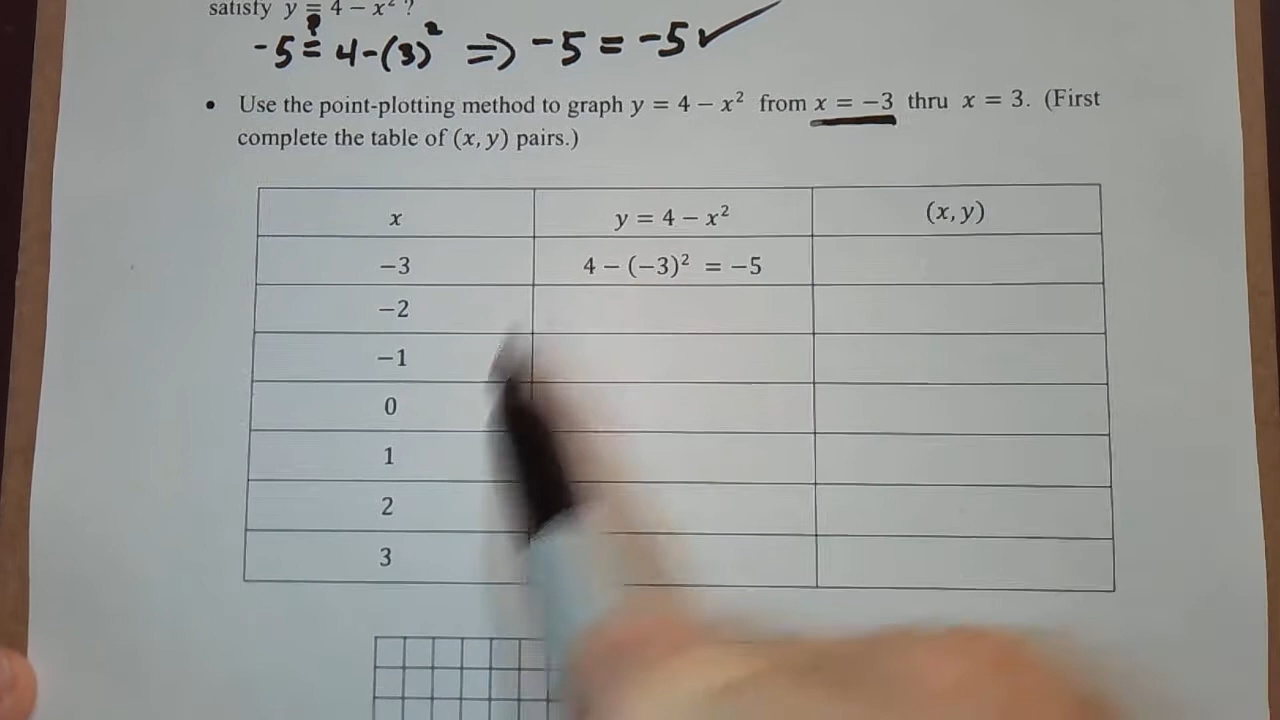 satisfy y = 4 − x² ?
-5 ≟ 4-(3)² ⇒ -5 = -5 ✓
• Use the point-plotting method to graph y = 4 − x² from x = −3 thru x = 3. (First
complete the table of (x, y) pairs.)
x y = 4 − x² (x, y)
−3 4 − (−3)² = −5
−2
−1
0
1
2
3